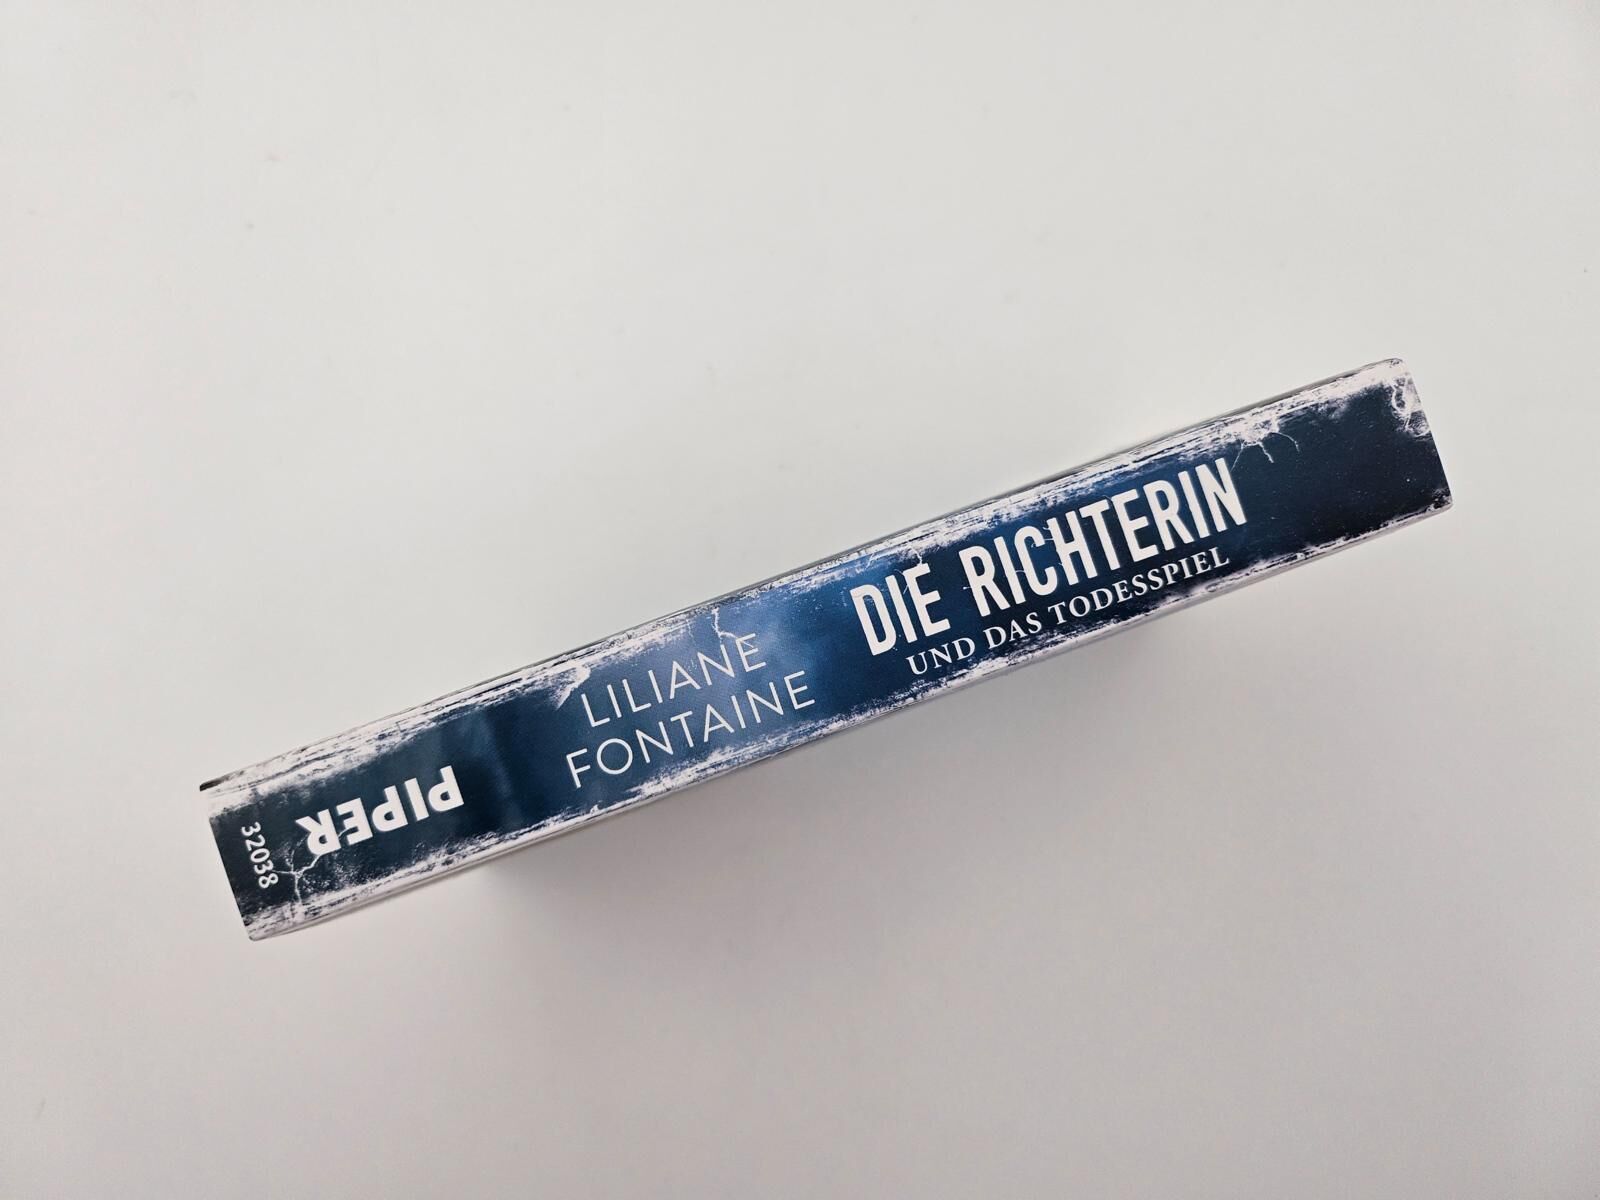 LILIANE
FONTAINE
DIE RICHTERIN
UND DAS TODESSPIEL
PIPER
32038